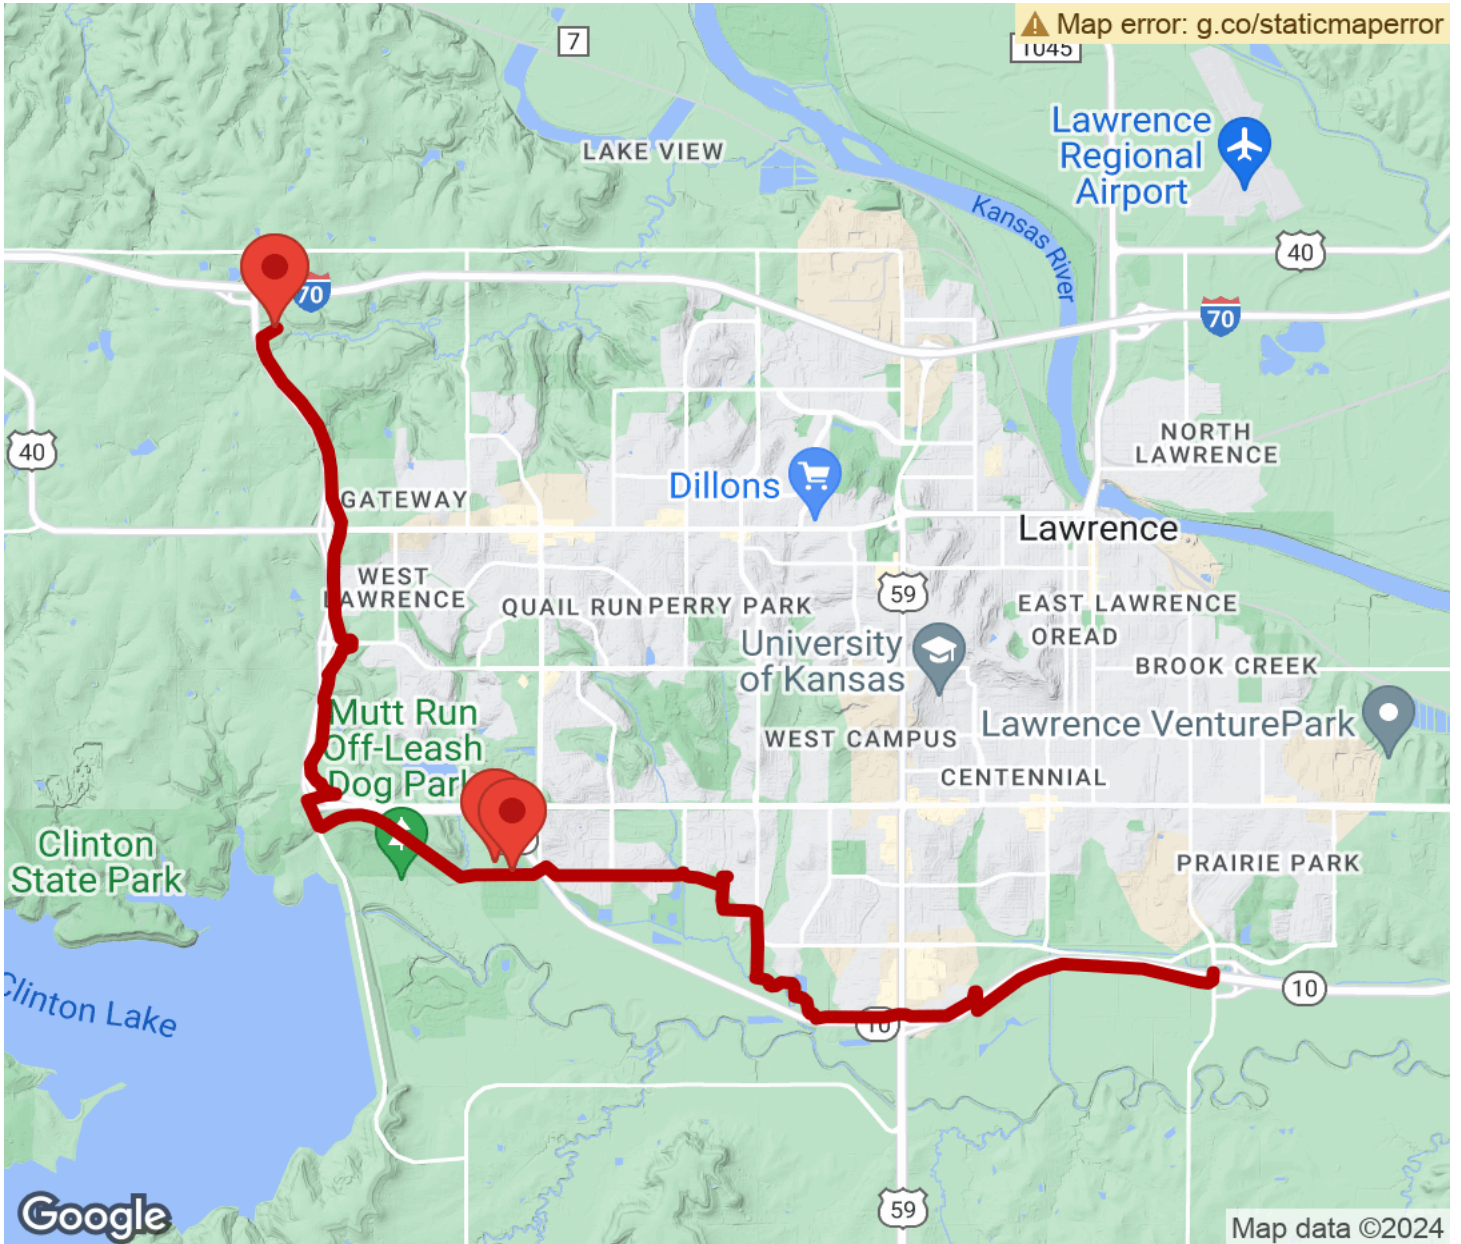 Map error: g.co/staticmaperror
7
1045
Lawrence
Regional
Airport
LAKE VIEW
Kansas River
40
70
70
40
NORTH
LAWRENCE
Dillons
GATEWAY
Lawrence
WEST
LAWRENCE
QUAIL RUN
PERRY PARK
59
EAST LAWRENCE
OREAD
University
of Kansas
BROOK CREEK
Mutt Run
Off-Leash
Dog Park
Lawrence VenturePark
WEST CAMPUS
CENTENNIAL
Clinton
State Park
PRAIRIE PARK
10
Clinton Lake
10
59
Google
Map data ©2024